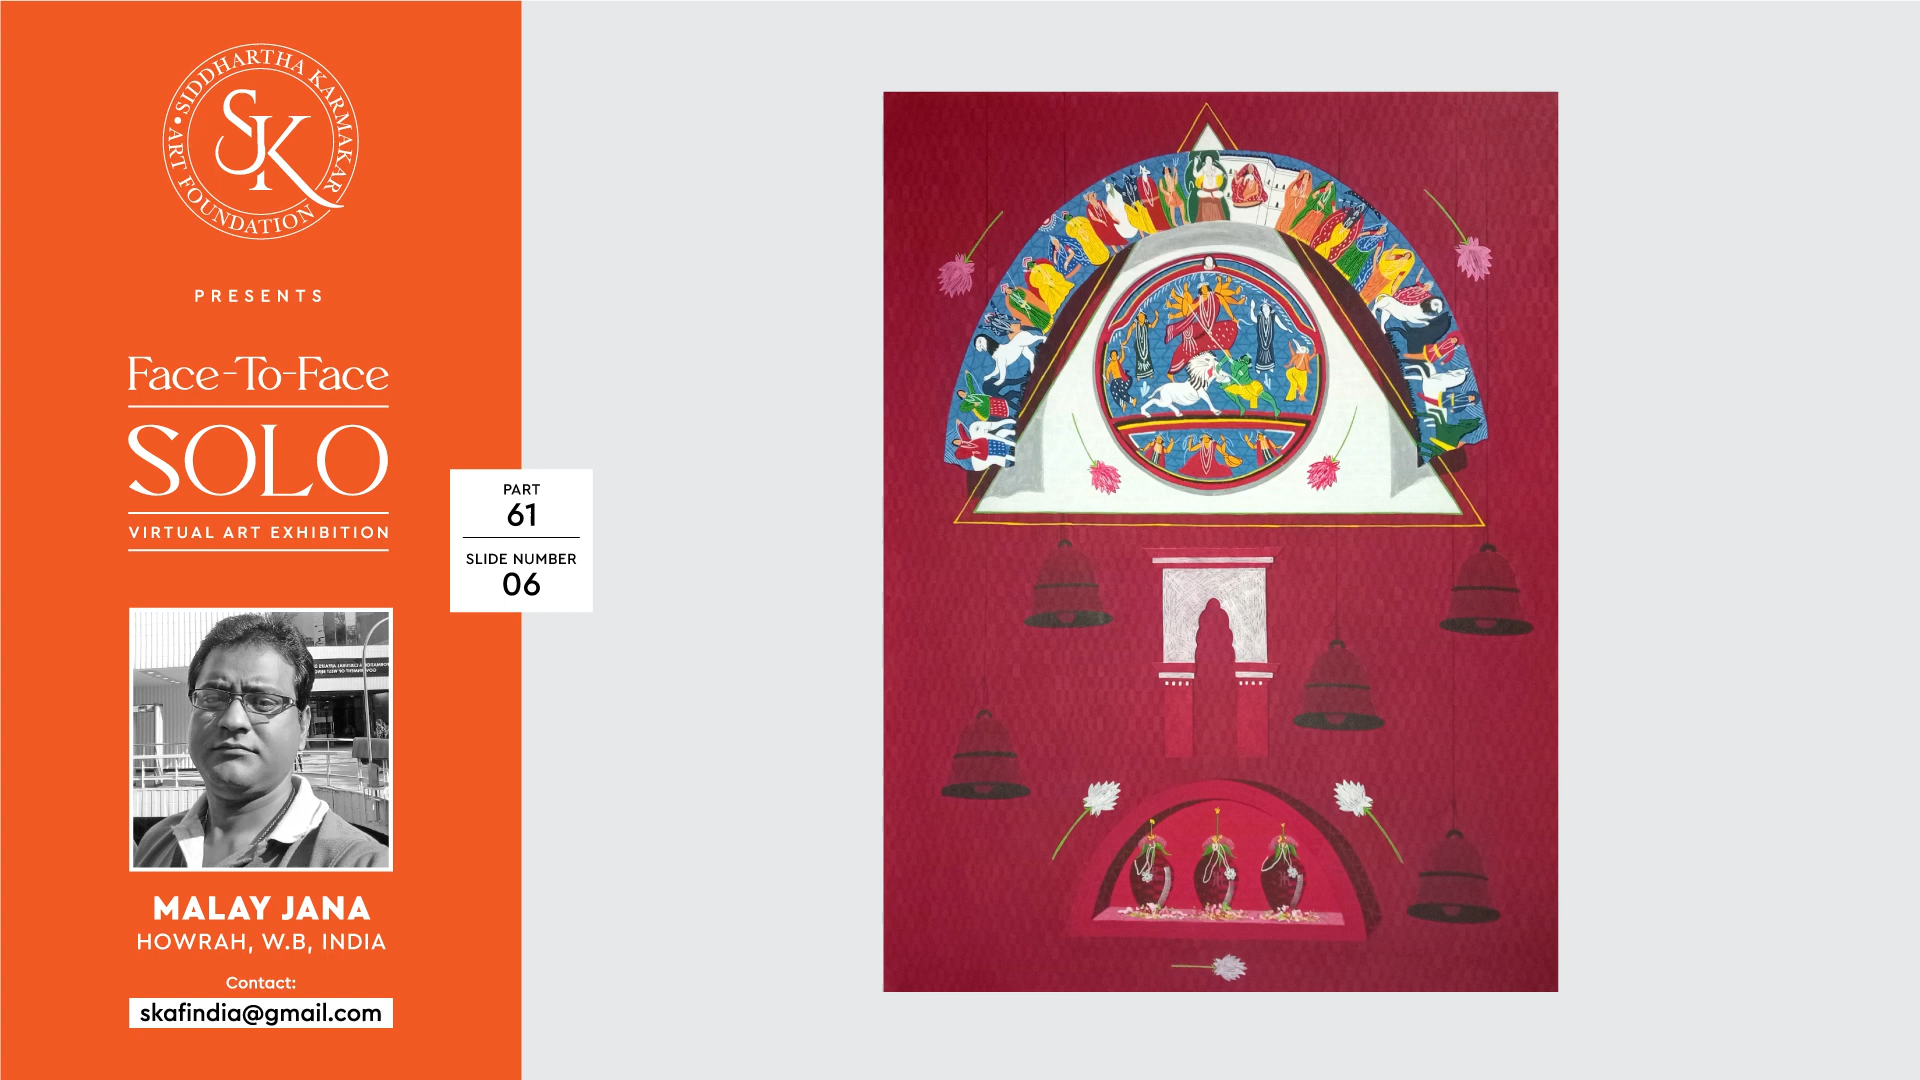 SIDDHARTHA KARMAKAR
• ART FOUNDATION
SK
PRESENTS
Face-To-Face
SOLO
VIRTUAL ART EXHIBITION
PART
61
SLIDE NUMBER
06
MALAY JANA
HOWRAH, W.B, INDIA
Contact:
skafindia@gmail.com